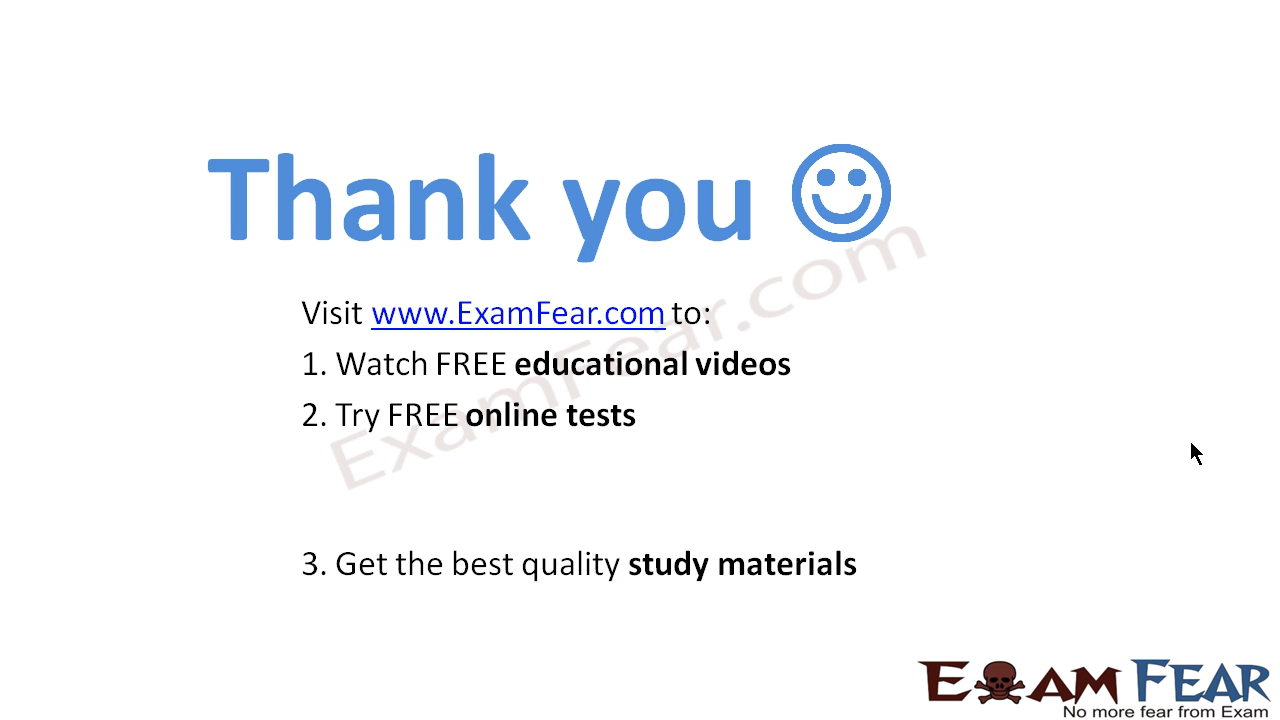 Thank you
Visit www.ExamFear.com to:
1. Watch FREE educational videos
2. Try FREE online tests
ExamFear.com
3. Get the best quality study materials
EXAM FEAR
No more fear from Exam